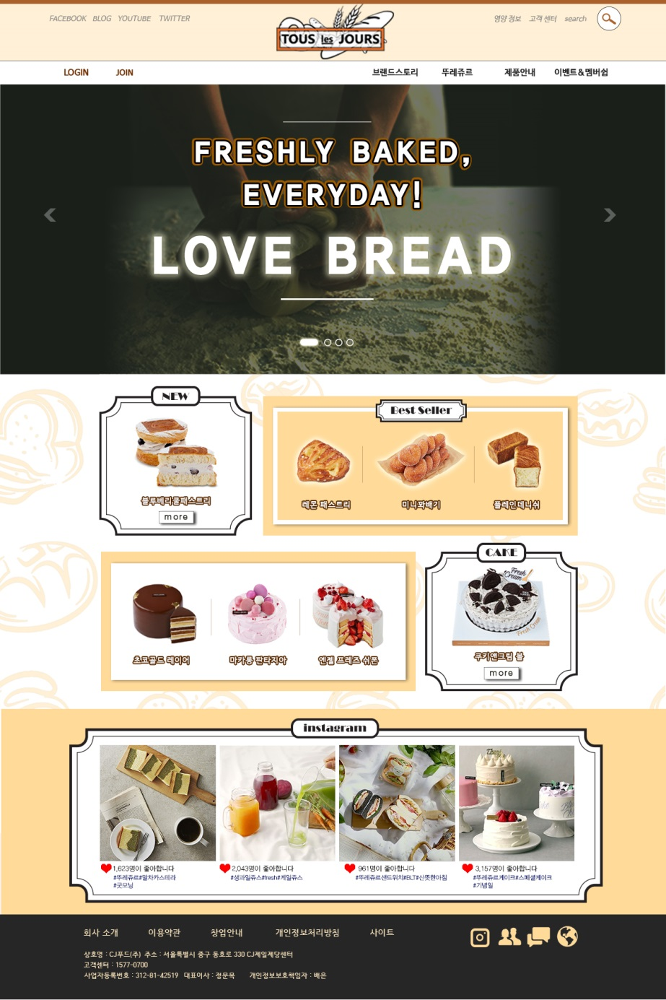 FACEBOOK BLOG YOUTUBE TWITTER
TOUS les JOURS
영양 정보 고객 센터 search
LOGIN JOIN
브랜드스토리 뚜레쥬르 제품안내 이벤트&멤버쉽
FRESHLY BAKED,
EVERYDAY!
LOVE BREAD
NEW
블루베리쿨페스트리
more
Best Seller
레몬 패스트리 미니꽈배기 플레인데니쉬
초코골드 레이어 마카롱 판타지아 엔젤 프레즈 쉬폰
CAKE
Fresh Cream
Fresh Cream
쿠키앤크림 볼
more
instagram
1,623명이 좋아합니다
#뚜레쥬르#말차카스테라
#굿모닝
2,043명이 좋아합니다
#생과일쥬스#fresh#케일쥬스
961명이 좋아합니다
#뚜레쥬르샌드위치#BLT#산뜻한아침
3,157명이 좋아합니다
#뚜레쥬르케이크#스페셜케이크
#기념일
회사 소개 이용약관 창업안내 개인정보처리방침 사이트
상호명 : CJ푸드(주) 주소 : 서울특별시 중구 동호로 330 CJ제일제당센터
고객센터 : 1577-0700
사업자등록번호 : 312-81-42519 대표이사 : 정문목 개인정보보호책임자 : 배은